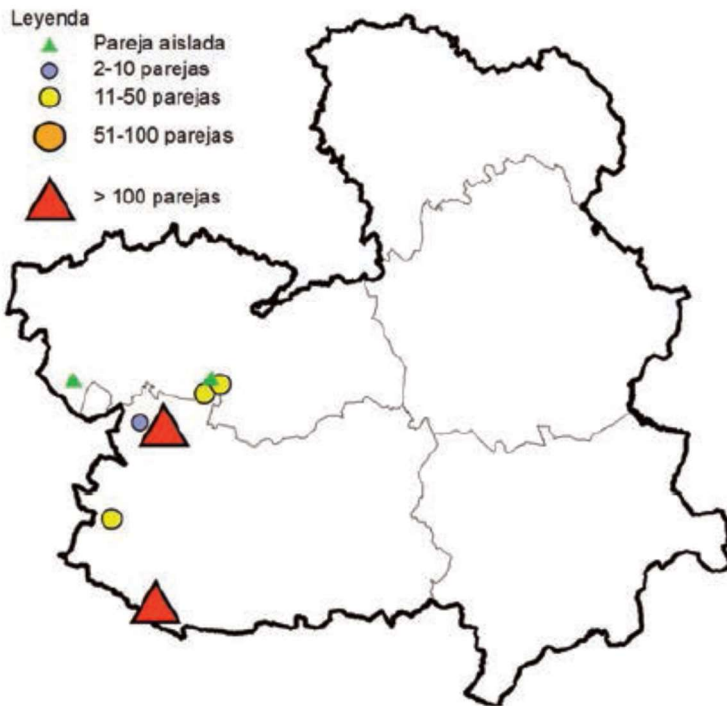 Leyenda
Pareja aislada
2-10 parejas
11-50 parejas
51-100 parejas
> 100 parejas